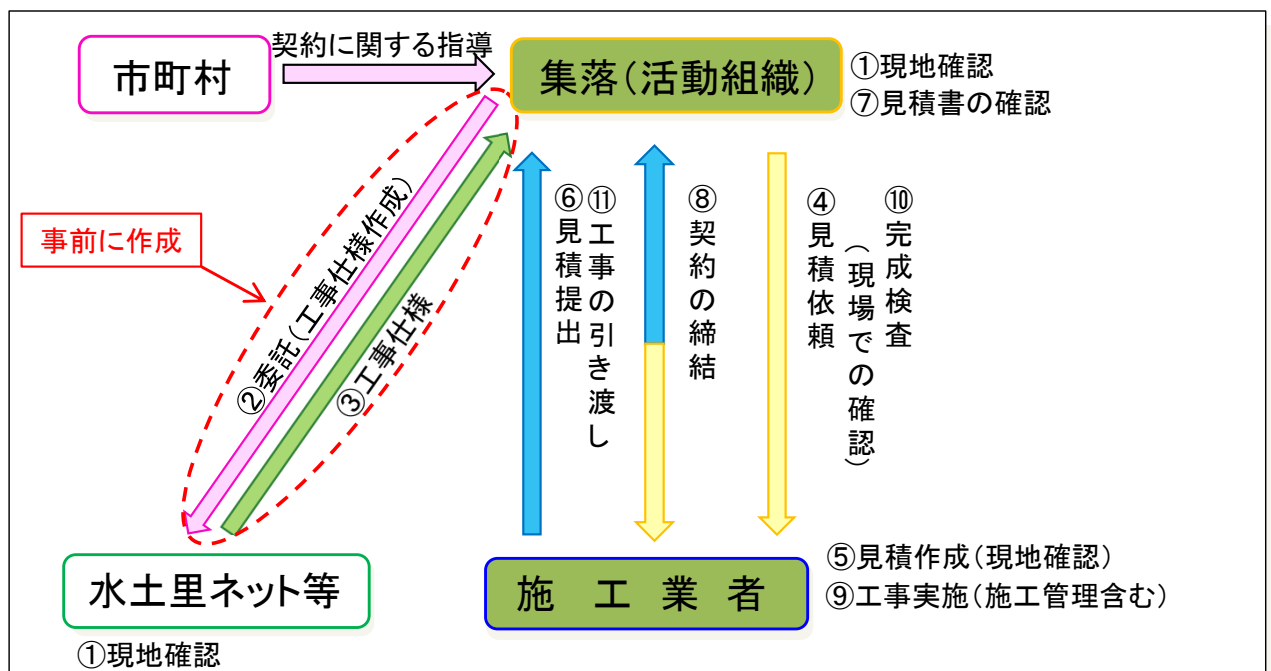 市町村
契約に関する指導
集落(活動組織)
①現地確認
⑦見積書の確認
事前に作成
②委託(工事仕様作成)
③工事仕様
⑥見積提出
⑪工事の引き渡し
⑧契約の締結
④見積依頼
⑩完成検査
(現場での確認)
水土里ネット等
①現地確認
施工業者
⑤見積作成(現地確認)
⑨工事実施(施工管理含む)